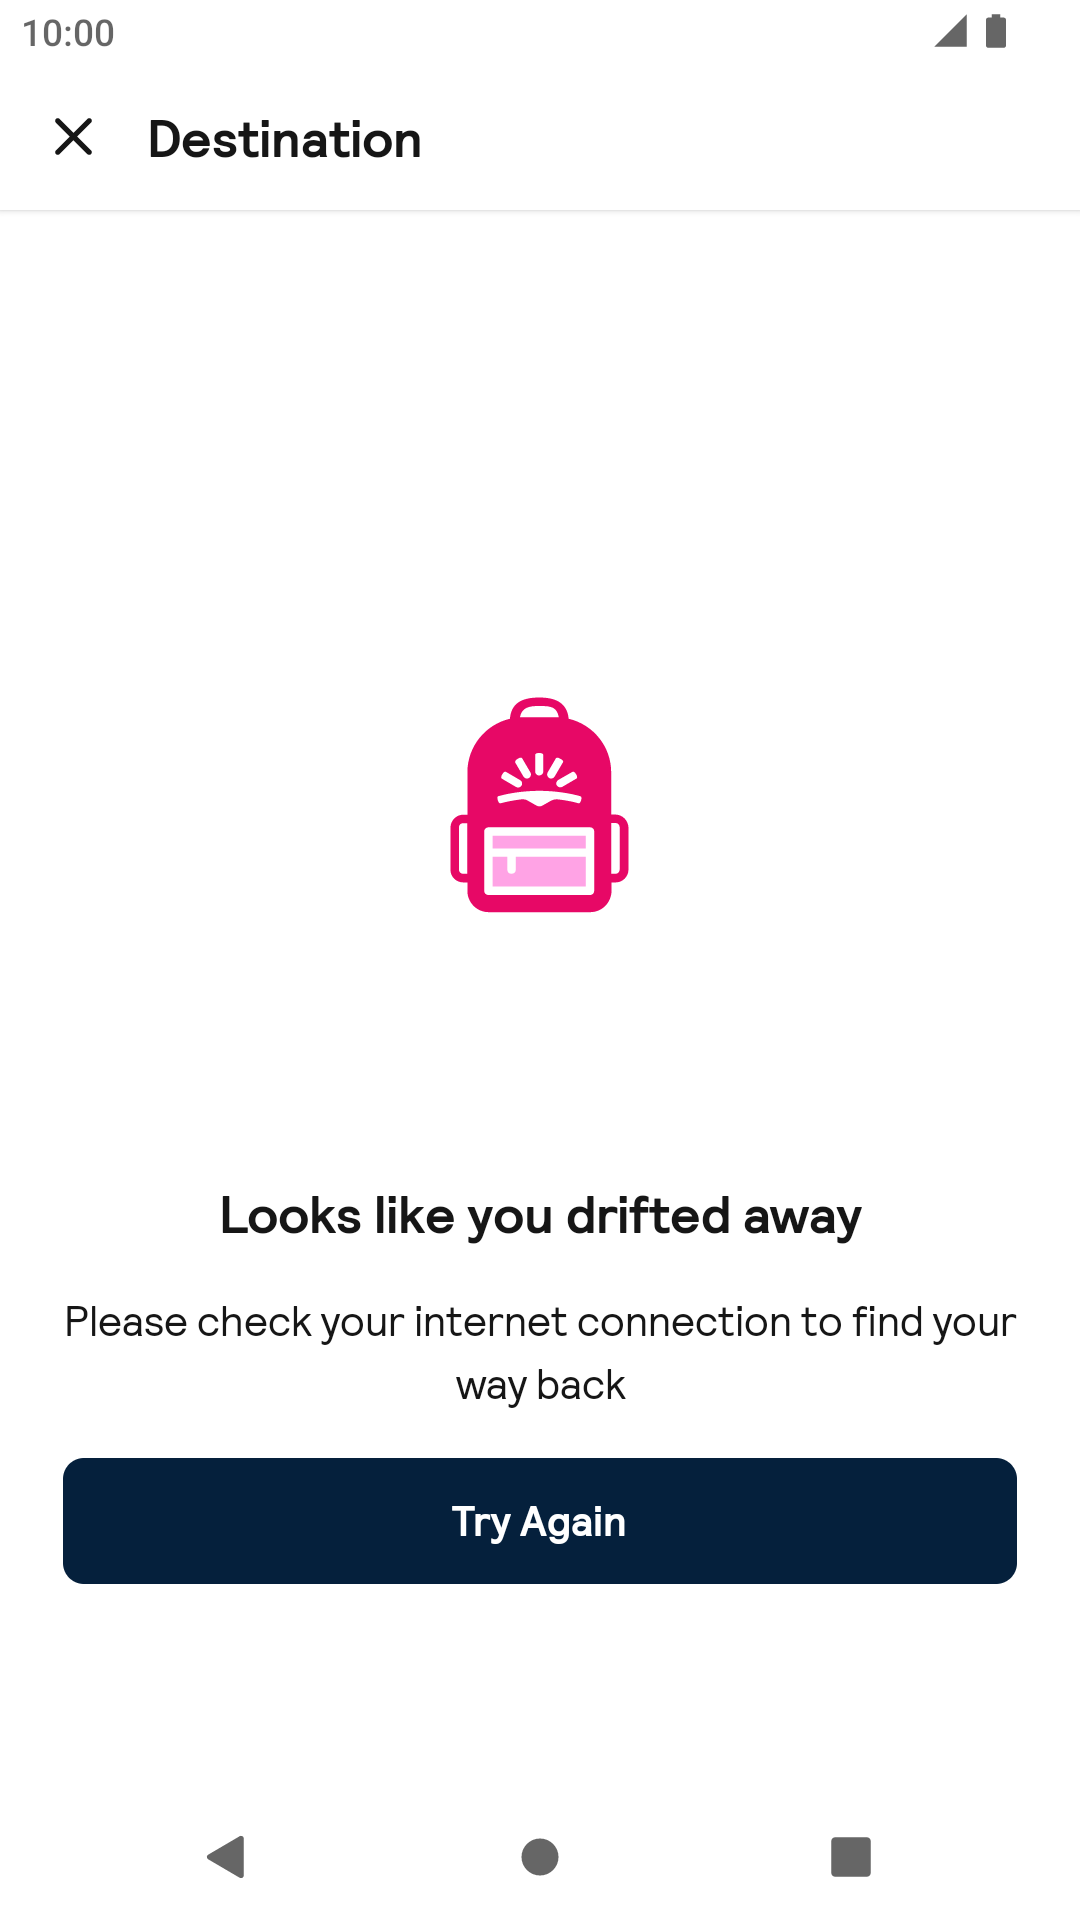 10:00
Destination
Looks like you drifted away
Please check your internet connection to find your
way back
Try Again